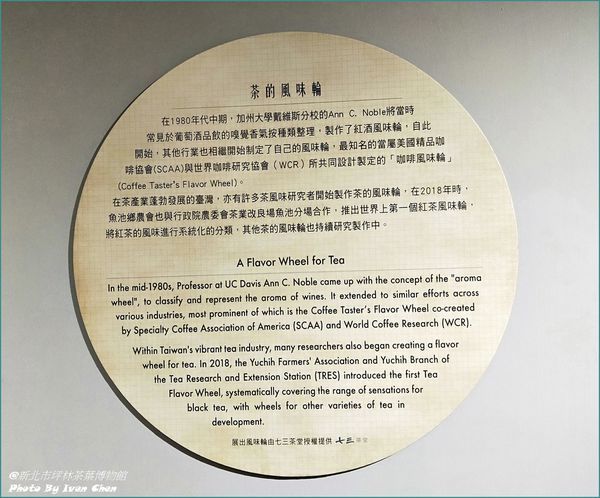 茶的風味輪
在1980年代中期，加州大學戴維斯分校的Ann C. Noble將當時
常見於葡萄酒品飲的嗅覺香氣按種類整理，製作了紅酒風味輪，自此
開始，其他行業也相繼開始制定了自己的風味輪，最知名的當屬美國精品咖
啡協會(SCAA)與世界咖啡研究協會（WCR）所共同設計製定的「咖啡風味輪」
(Coffee Taster's Flavor Wheel)。
在茶產業蓬勃發展的臺灣，亦有許多茶風味研究者開始製作茶的風味輪，在2018年時，
魚池鄉農會也與行政院農委會茶業改良場魚池分場合作，推出世界上第一個紅茶風味輪，
將紅茶的風味進行系統化的分類，其他茶的風味輪也持續研究製作中。
A Flavor Wheel for Tea
In the mid-1980s, Professor at UC Davis Ann C. Noble came up with the concept of the "aroma
wheel", to classify and represent the aroma of wines. It extended to similar efforts across
various industries, most prominent of which is the Coffee Taster's Flavor Wheel co-created
by Specialty Coffee Association of America (SCAA) and World Coffee Research (WCR).
Within Taiwan's vibrant tea industry, many researchers also began creating a flavor
wheel for tea. In 2018, the Yuchih Farmers' Association and Yuchih Branch of
the Tea Research and Extension Station (TRES) introduced the first Tea
Flavor Wheel, systematically covering the range of sensations for
black tea, with wheels for other varieties of tea in
development.
展出風味輪由七三茶堂授權提供 七三茶堂
@新北市坪林茶葉博物館
Photo By Ivan Chen